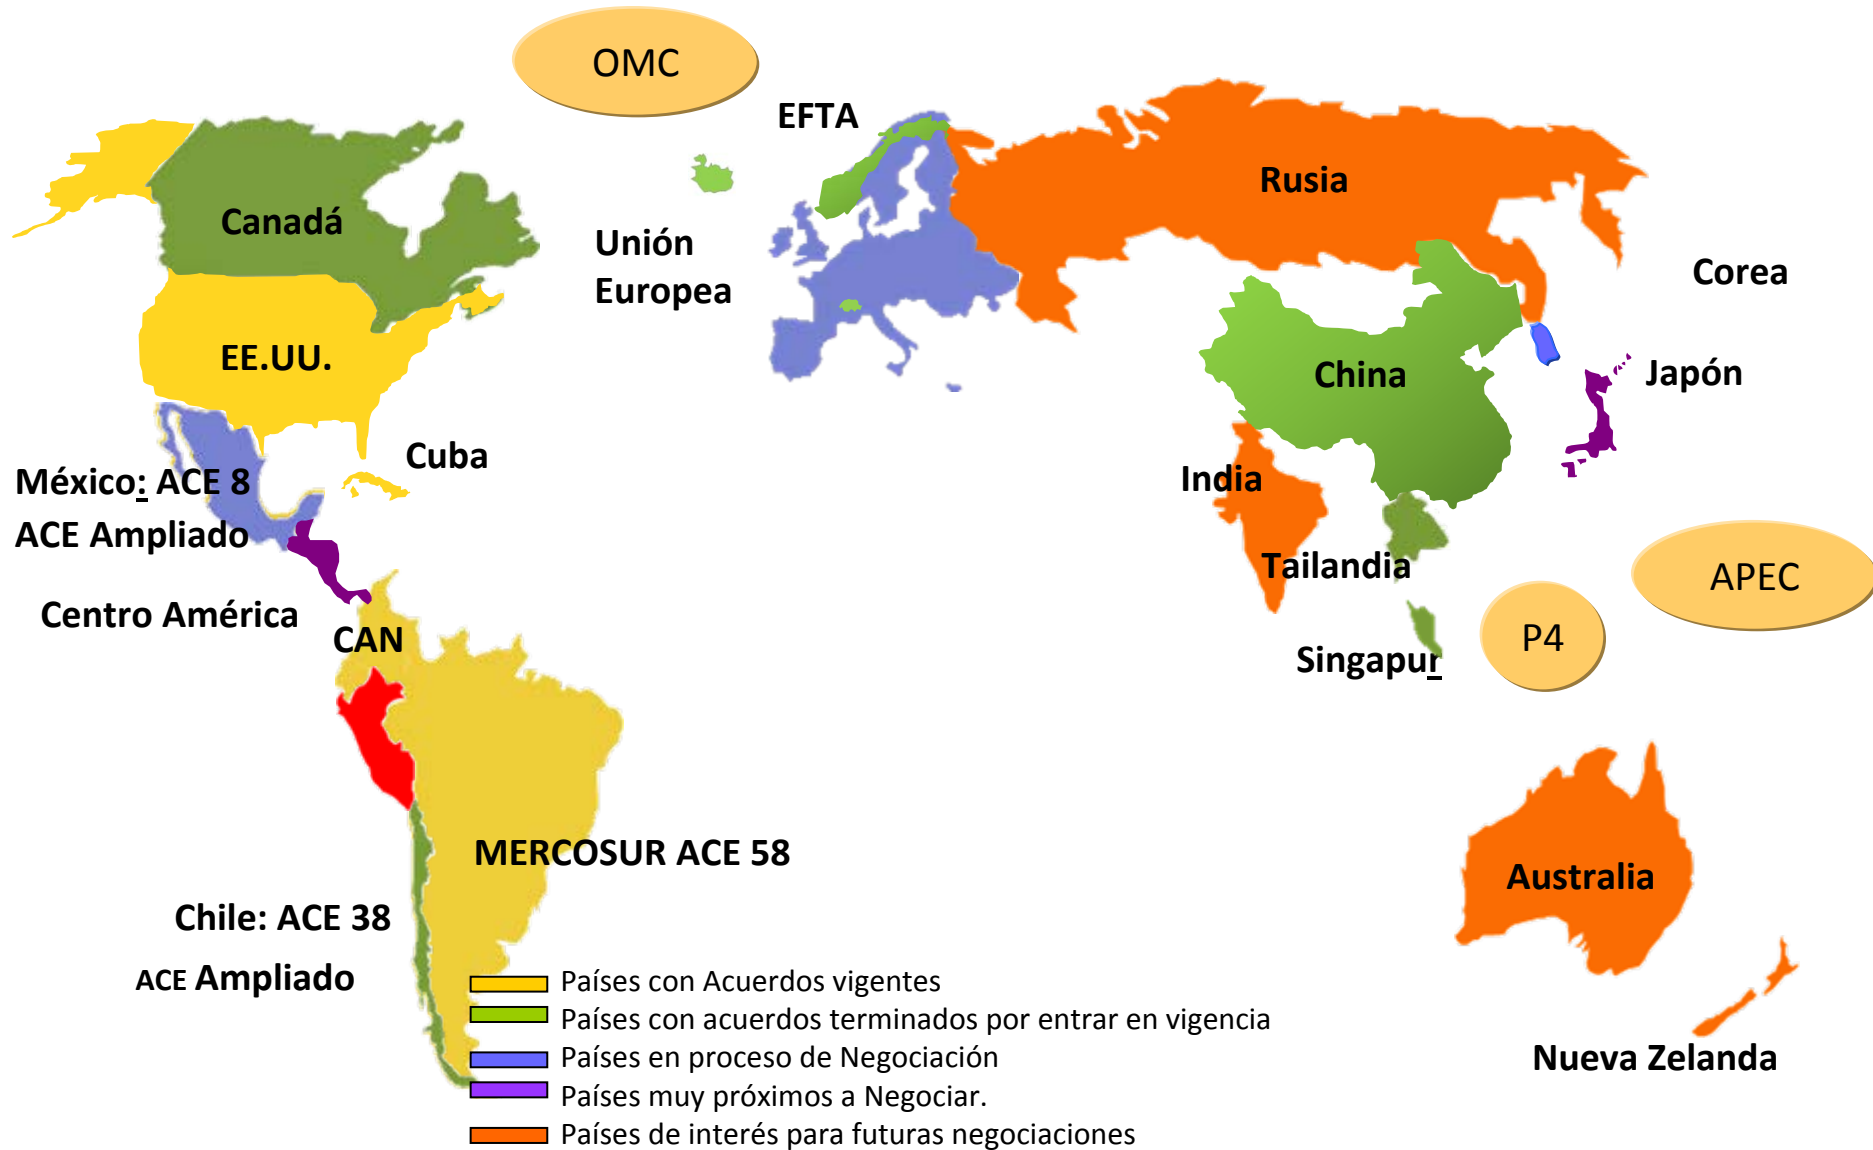 OMC
EFTA
Rusia
Canadá
Unión
Europea
Corea
EE.UU.
China
Japón
Cuba
México: ACE 8
ACE Ampliado
India
Tailandia
APEC
Centro América
CAN
P4
Singapur
MERCOSUR ACE 58
Australia
Chile: ACE 38
ACE Ampliado
Países con Acuerdos vigentes
Países con acuerdos terminados por entrar en vigencia
Países en proceso de Negociación
Países muy próximos a Negociar.
Países de interés para futuras negociaciones
Nueva Zelanda